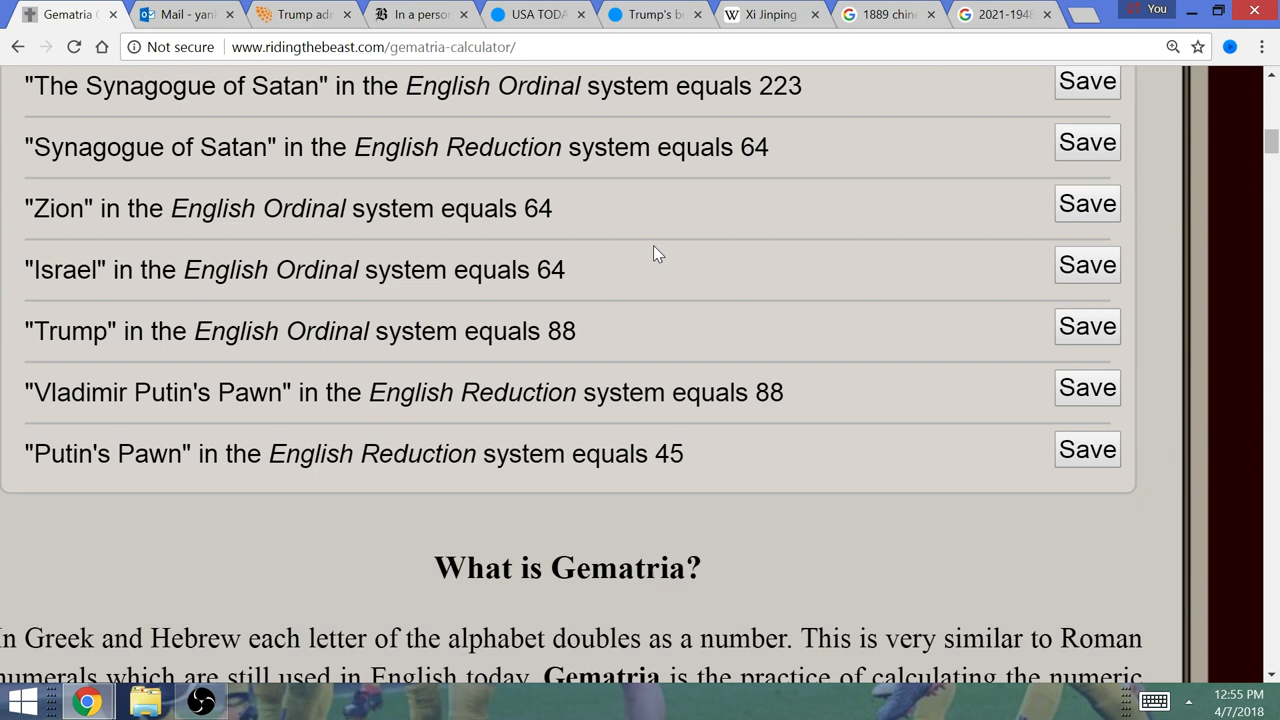 Gematria C
Mail - yani
Trump adr
In a perso
USA TODA
Trump's b
Xi Jinping
1889 chin
2021-1948
You
Not secure
www.ridingthebeast.com/gematria-calculator/
"The Synagogue of Satan" in the English Ordinal system equals 223
Save
"Synagogue of Satan" in the English Reduction system equals 64
Save
"Zion" in the English Ordinal system equals 64
Save
"Israel" in the English Ordinal system equals 64
Save
"Trump" in the English Ordinal system equals 88
Save
"Vladimir Putin's Pawn" in the English Reduction system equals 88
Save
"Putin's Pawn" in the English Reduction system equals 45
Save
What is Gematria?
In Greek and Hebrew each letter of the alphabet doubles as a number. This is very similar to Roman
numerals which are still used in English today. Gematria is the practice of calculating the numeric
12:55 PM
4/7/2018